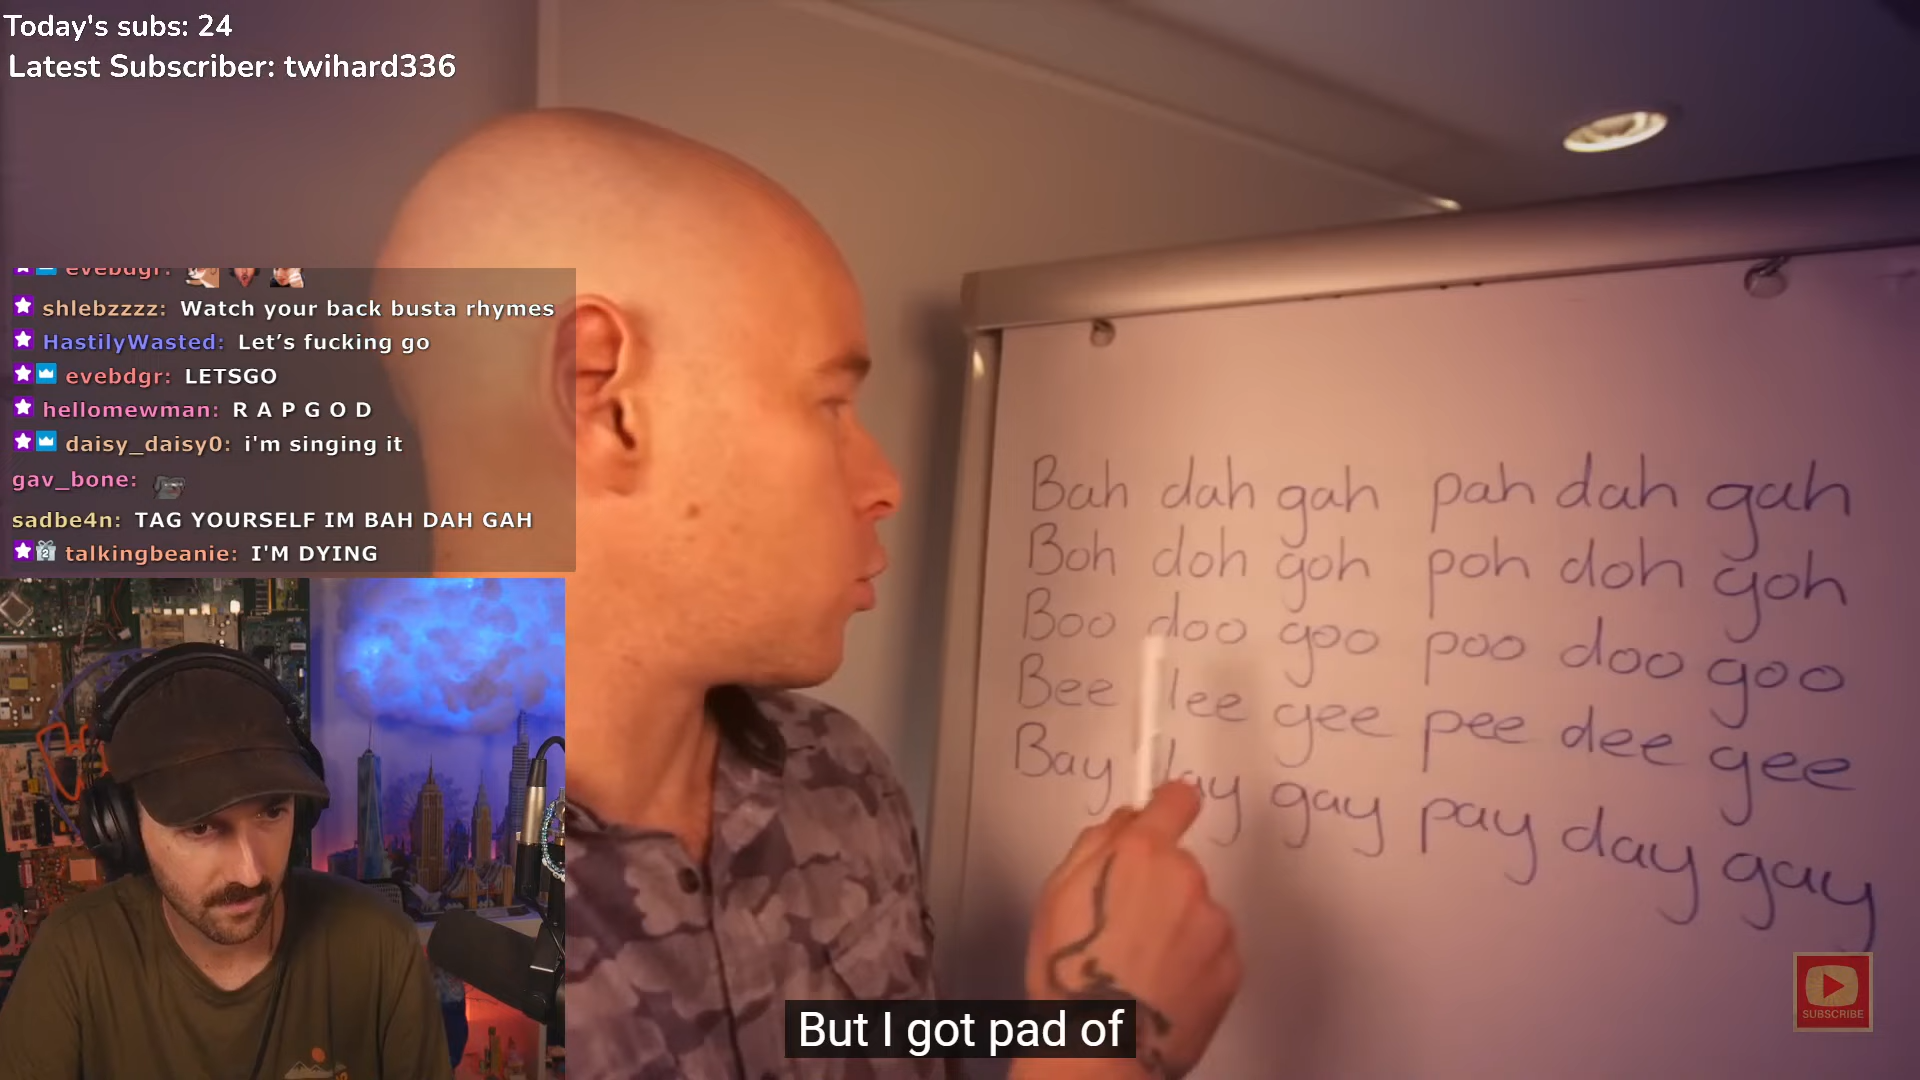 Today's subs: 24
Latest Subscriber: twihard336
evebdgr:
shlebzzzz: Watch your back busta rhymes
HastilyWasted: Let’s fucking go
evebdgr: LETSGO
hellomewman: R A P G O D
daisy_daisy0: i'm singing it
gav_bone:
sadbe4n: TAG YOURSELF IM BAH DAH GAH
2 talkingbeanie: I'M DYING
Bah dah gah pah dah gah
Boh doh goh poh doh goh
Boo doo goo poo doo goo
Bee lee gee pee dee gee
Bay lay gay pay day gay
SUBSCRIBE
But I got pad of